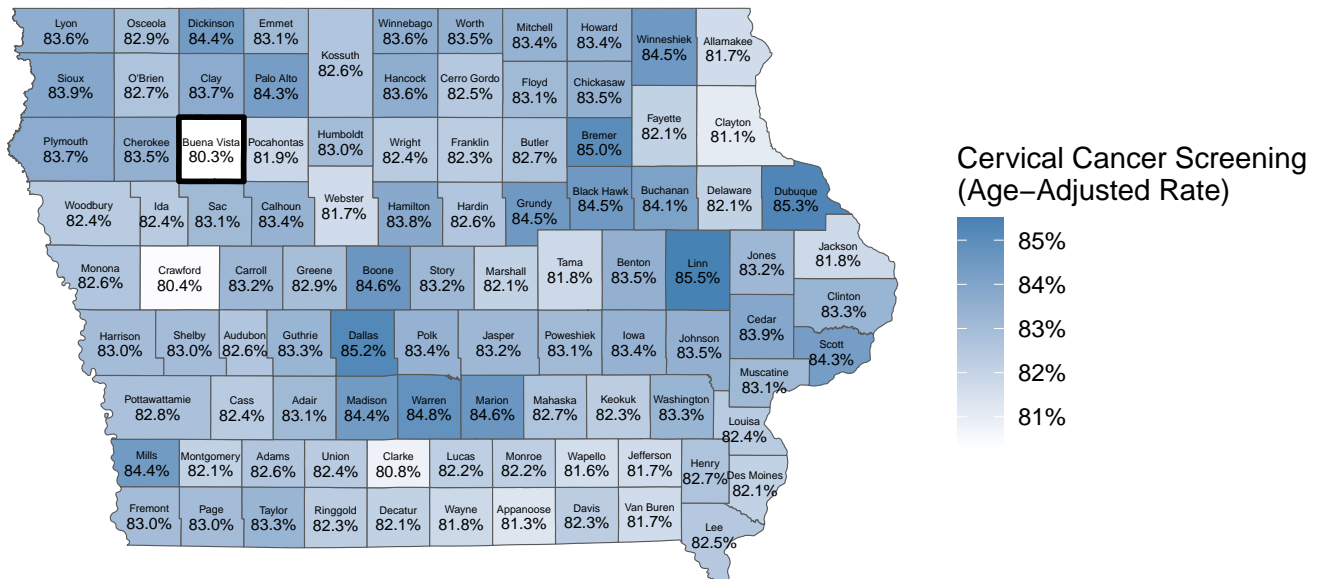 Lyon
83.6%
Osceola
82.9%
Dickinson
84.4%
Emmet
83.1%
Kossuth
82.6%
Winnebago
83.6%
Worth
83.5%
Mitchell
83.4%
Howard
83.4%
Winneshiek
84.5%
Allamakee
81.7%
Sioux
83.9%
O'Brien
82.7%
Clay
83.7%
Palo Alto
84.3%
Hancock
83.6%
Cerro Gordo
82.5%
Floyd
83.1%
Chickasaw
83.5%
Fayette
82.1%
Clayton
81.1%
Plymouth
83.7%
Cherokee
83.5%
Buena Vista
80.3%
Pocahontas
81.9%
Humboldt
83.0%
Wright
82.4%
Franklin
82.3%
Butler
82.7%
Bremer
85.0%
Woodbury
82.4%
Ida
82.4%
Sac
83.1%
Calhoun
83.4%
Webster
81.7%
Hamilton
83.8%
Hardin
82.6%
Grundy
84.5%
Black Hawk
84.5%
Buchanan
84.1%
Delaware
82.1%
Dubuque
85.3%
Monona
82.6%
Crawford
80.4%
Carroll
83.2%
Greene
82.9%
Boone
84.6%
Story
83.2%
Marshall
82.1%
Tama
81.8%
Benton
83.5%
Linn
85.5%
Jones
83.2%
Jackson
81.8%
Clinton
83.3%
Harrison
83.0%
Shelby
83.0%
Audubon
82.6%
Guthrie
83.3%
Dallas
85.2%
Polk
83.4%
Jasper
83.2%
Poweshiek
83.1%
Iowa
83.4%
Johnson
83.5%
Cedar
83.9%
Scott
84.3%
Muscatine
83.1%
Pottawattamie
82.8%
Cass
82.4%
Adair
83.1%
Madison
84.4%
Warren
84.8%
Marion
84.6%
Mahaska
82.7%
Keokuk
82.3%
Washington
83.3%
Louisa
82.4%
Mills
84.4%
Montgomery
82.1%
Adams
82.6%
Union
82.4%
Clarke
80.8%
Lucas
82.2%
Monroe
82.2%
Wapello
81.6%
Jefferson
81.7%
Henry
82.7%
Des Moines
82.1%
Fremont
83.0%
Page
83.0%
Taylor
83.3%
Ringgold
82.3%
Decatur
82.1%
Wayne
81.8%
Appanoose
81.3%
Davis
82.3%
Van Buren
81.7%
Lee
82.5%
Cervical Cancer Screening
(Age−Adjusted Rate)
85%
84%
83%
82%
81%